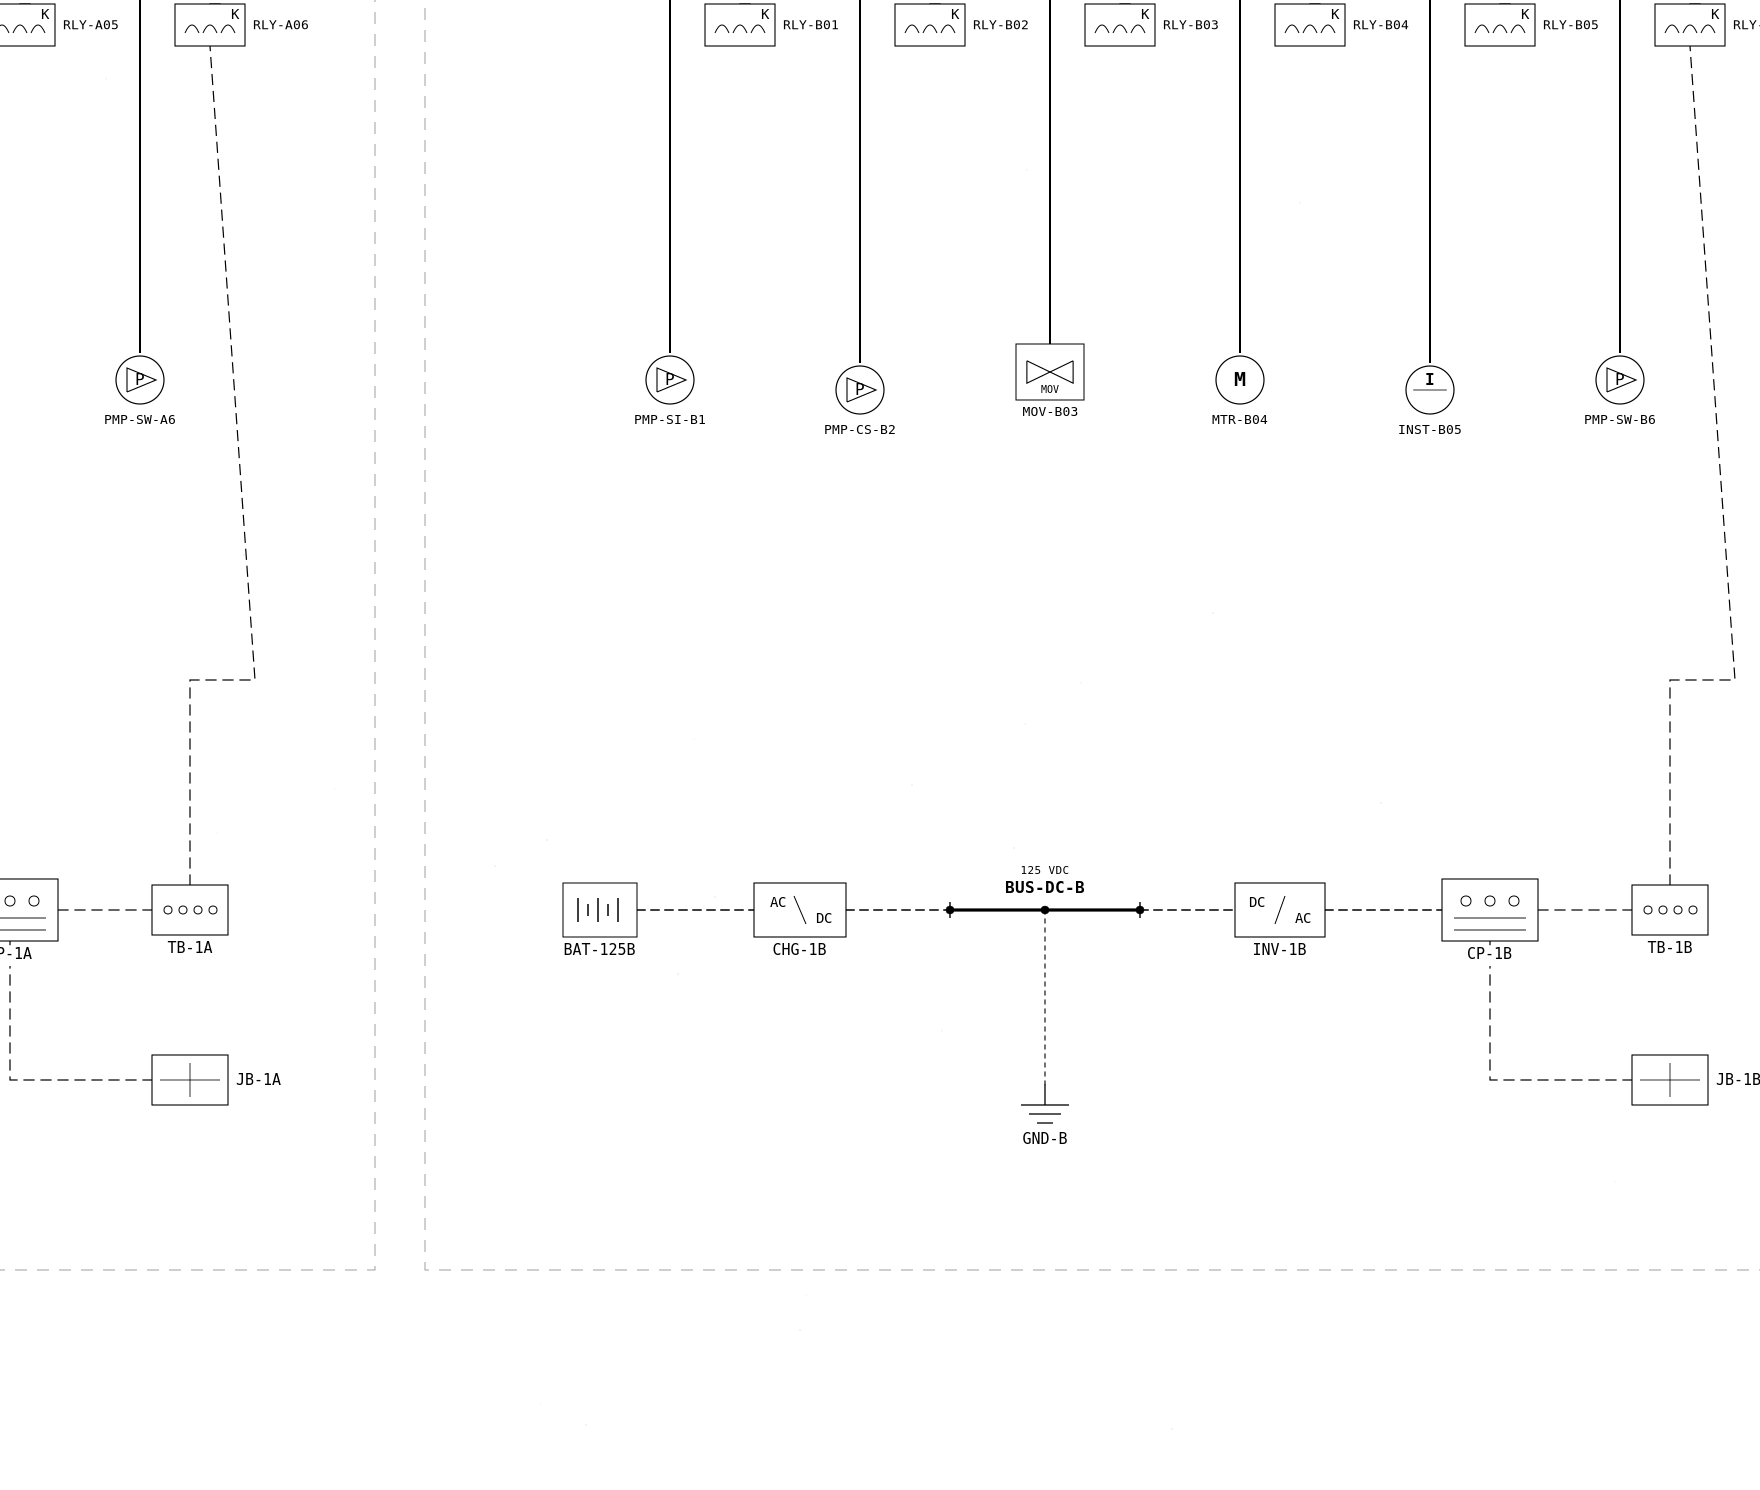 K
RLY-A05
K
RLY-A06
K
RLY-B01
K
RLY-B02
K
RLY-B03
K
RLY-B04
K
RLY-B05
K
RLY-
P
PMP-SW-A6
P
PMP-SI-B1
P
PMP-CS-B2
MOV
MOV-B03
M
MTR-B04
I
INST-B05
P
PMP-SW-B6
P-1A
TB-1A
JB-1A
BAT-125B
AC
DC
CHG-1B
125 VDC
BUS-DC-B
DC
AC
INV-1B
CP-1B
TB-1B
JB-1B
GND-B